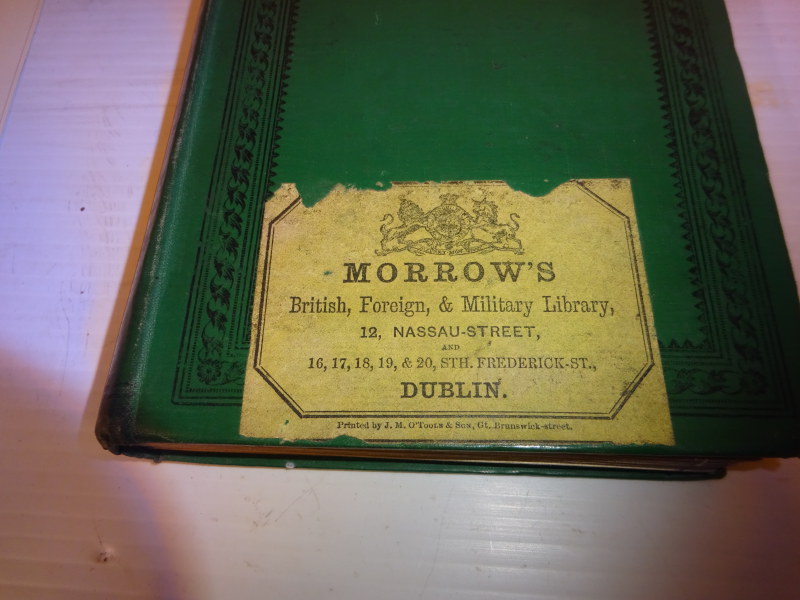 MORROW'S
British, Foreign, & Military Library,
12, NASSAU-STREET,
AND
16, 17, 18, 19, & 20, STH. FREDERICK-ST.,
DUBLIN.
Printed by J. M. O'Toole & Son, Gt. Brunswick-street.